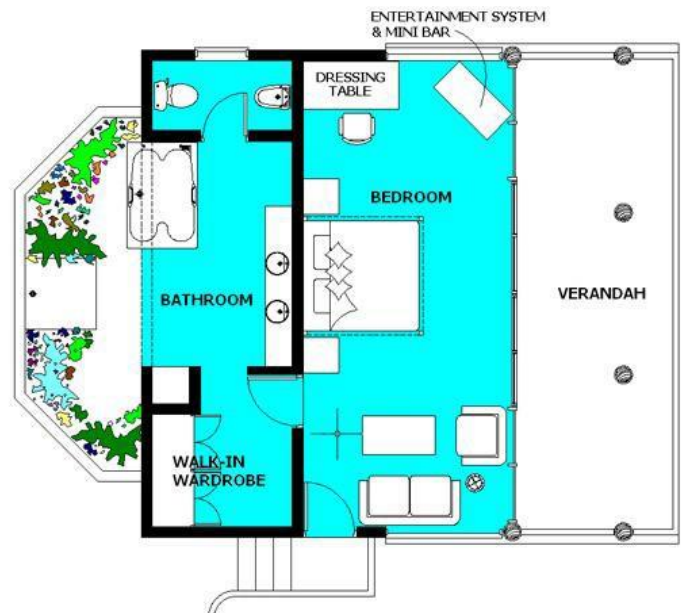 ENTERTAINMENT SYSTEM
& MINI BAR
DRESSING
TABLE
BEDROOM
BATHROOM
VERANDAH
WALK-IN
WARDROBE